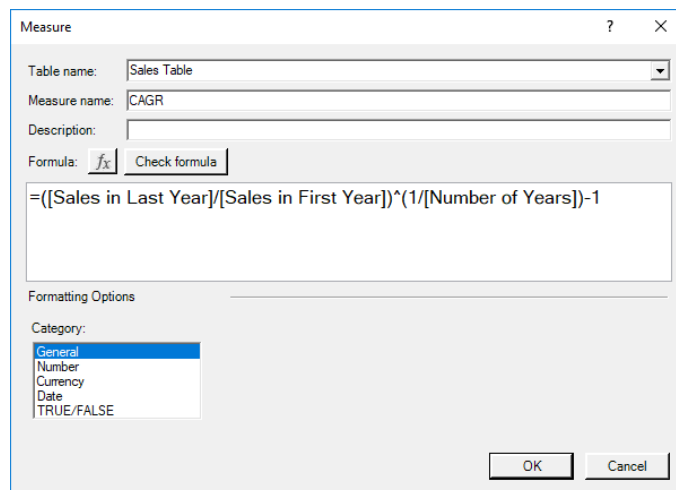 Measure ? ×
Table name: Sales Table
Measure name: CAGR
Description:
Formula: fx Check formula
=([Sales in Last Year]/[Sales in First Year])^(1/[Number of Years])-1
Formatting Options
Category:
General
Number
Currency
Date
TRUE/FALSE
OK Cancel